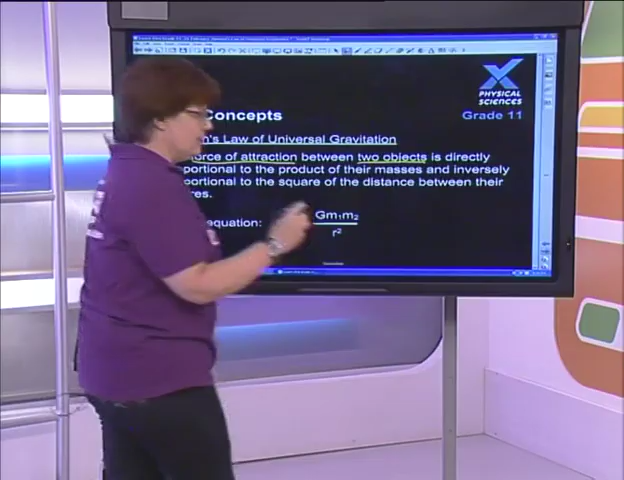 PHYSICAL
SCIENCES
Concepts
Grade 11
n's Law of Universal Gravitation
force of attraction between two objects is directly
portional to the product of their masses and inversely
portional to the square of the distance between their
res.
equation:
Gm₁m₂
r²